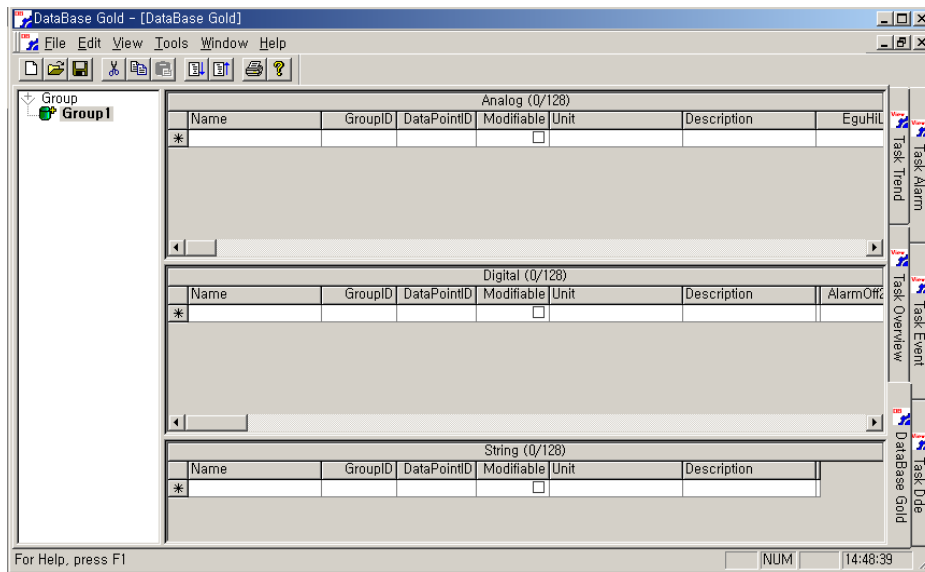 DataBase Gold - [DataBase Gold]
File Edit View Tools Window Help
Group
Group1
Analog (0/128)
Name GroupID DataPointID Modifiable Unit Description EguHiL
Digital (0/128)
Name GroupID DataPointID Modifiable Unit Description AlarmOff2
String (0/128)
Name GroupID DataPointID Modifiable Unit Description
Task Trend
Task Alarm
Task Overview
Task Event
DataBase Gold
Task Dde
For Help, press F1
NUM
14:48:39